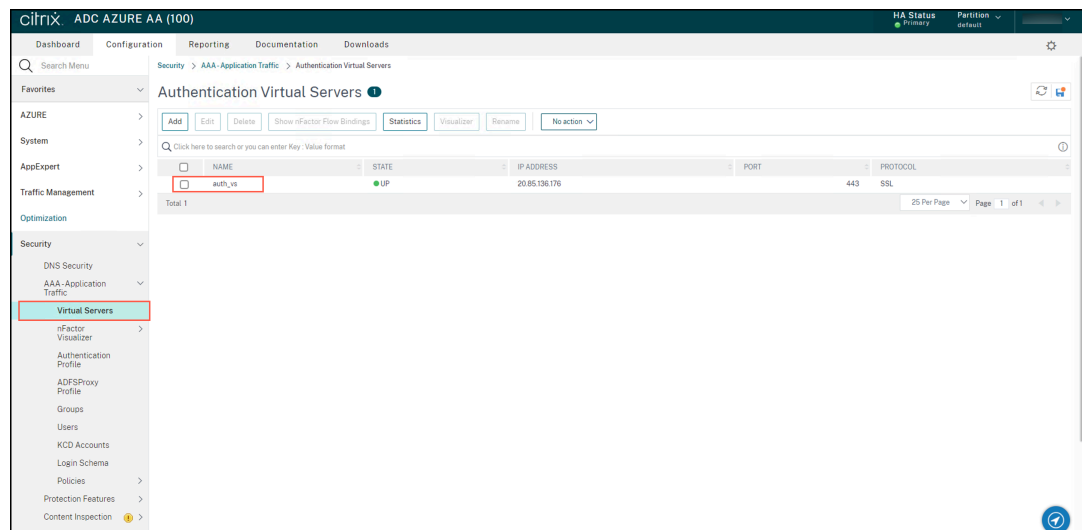 citrix. ADC AZURE AA (100)
HA Status
Primary
Partition
default
Dashboard Configuration Reporting Documentation Downloads
Search Menu
Favorites
AZURE
System
AppExpert
Traffic Management
Optimization
Security
DNS Security
AAA - Application
Traffic
Virtual Servers
nFactor
Visualizer
Authentication
Profile
ADFSProxy
Profile
Groups
Users
KCD Accounts
Login Schema
Policies
Protection Features
Content Inspection
Security > AAA - Application Traffic > Authentication Virtual Servers
Authentication Virtual Servers 1
Add Edit Delete Show nFactor Flow Bindings Statistics Visualizer Rename No action
Click here to search or you can enter Key : Value format
NAME STATE IP ADDRESS PORT PROTOCOL
auth_vs UP 20.85.136.176 443 SSL
Total 1 25 Per Page Page 1 of 1